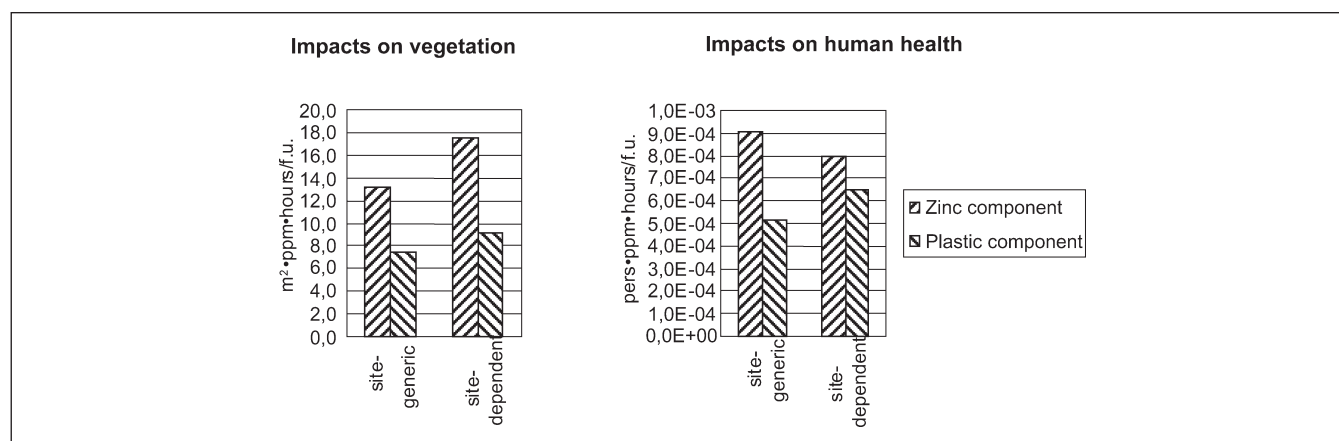 Impacts on vegetation
m²•ppm•hours/f.u.
20,0
18,0
16,0
14,0
12,0
10,0
8,0
6,0
4,0
2,0
0,0
site-
generic
site-
dependent
Impacts on human health
pers•ppm•hours/f.u.
1,0E-03
9,0E-04
8,0E-04
7,0E-04
6,0E-04
5,0E-04
4,0E-04
3,0E-04
2,0E-04
1,0E-04
0,0E+00
site-
generic
site-
dependent
Zinc component
Plastic component